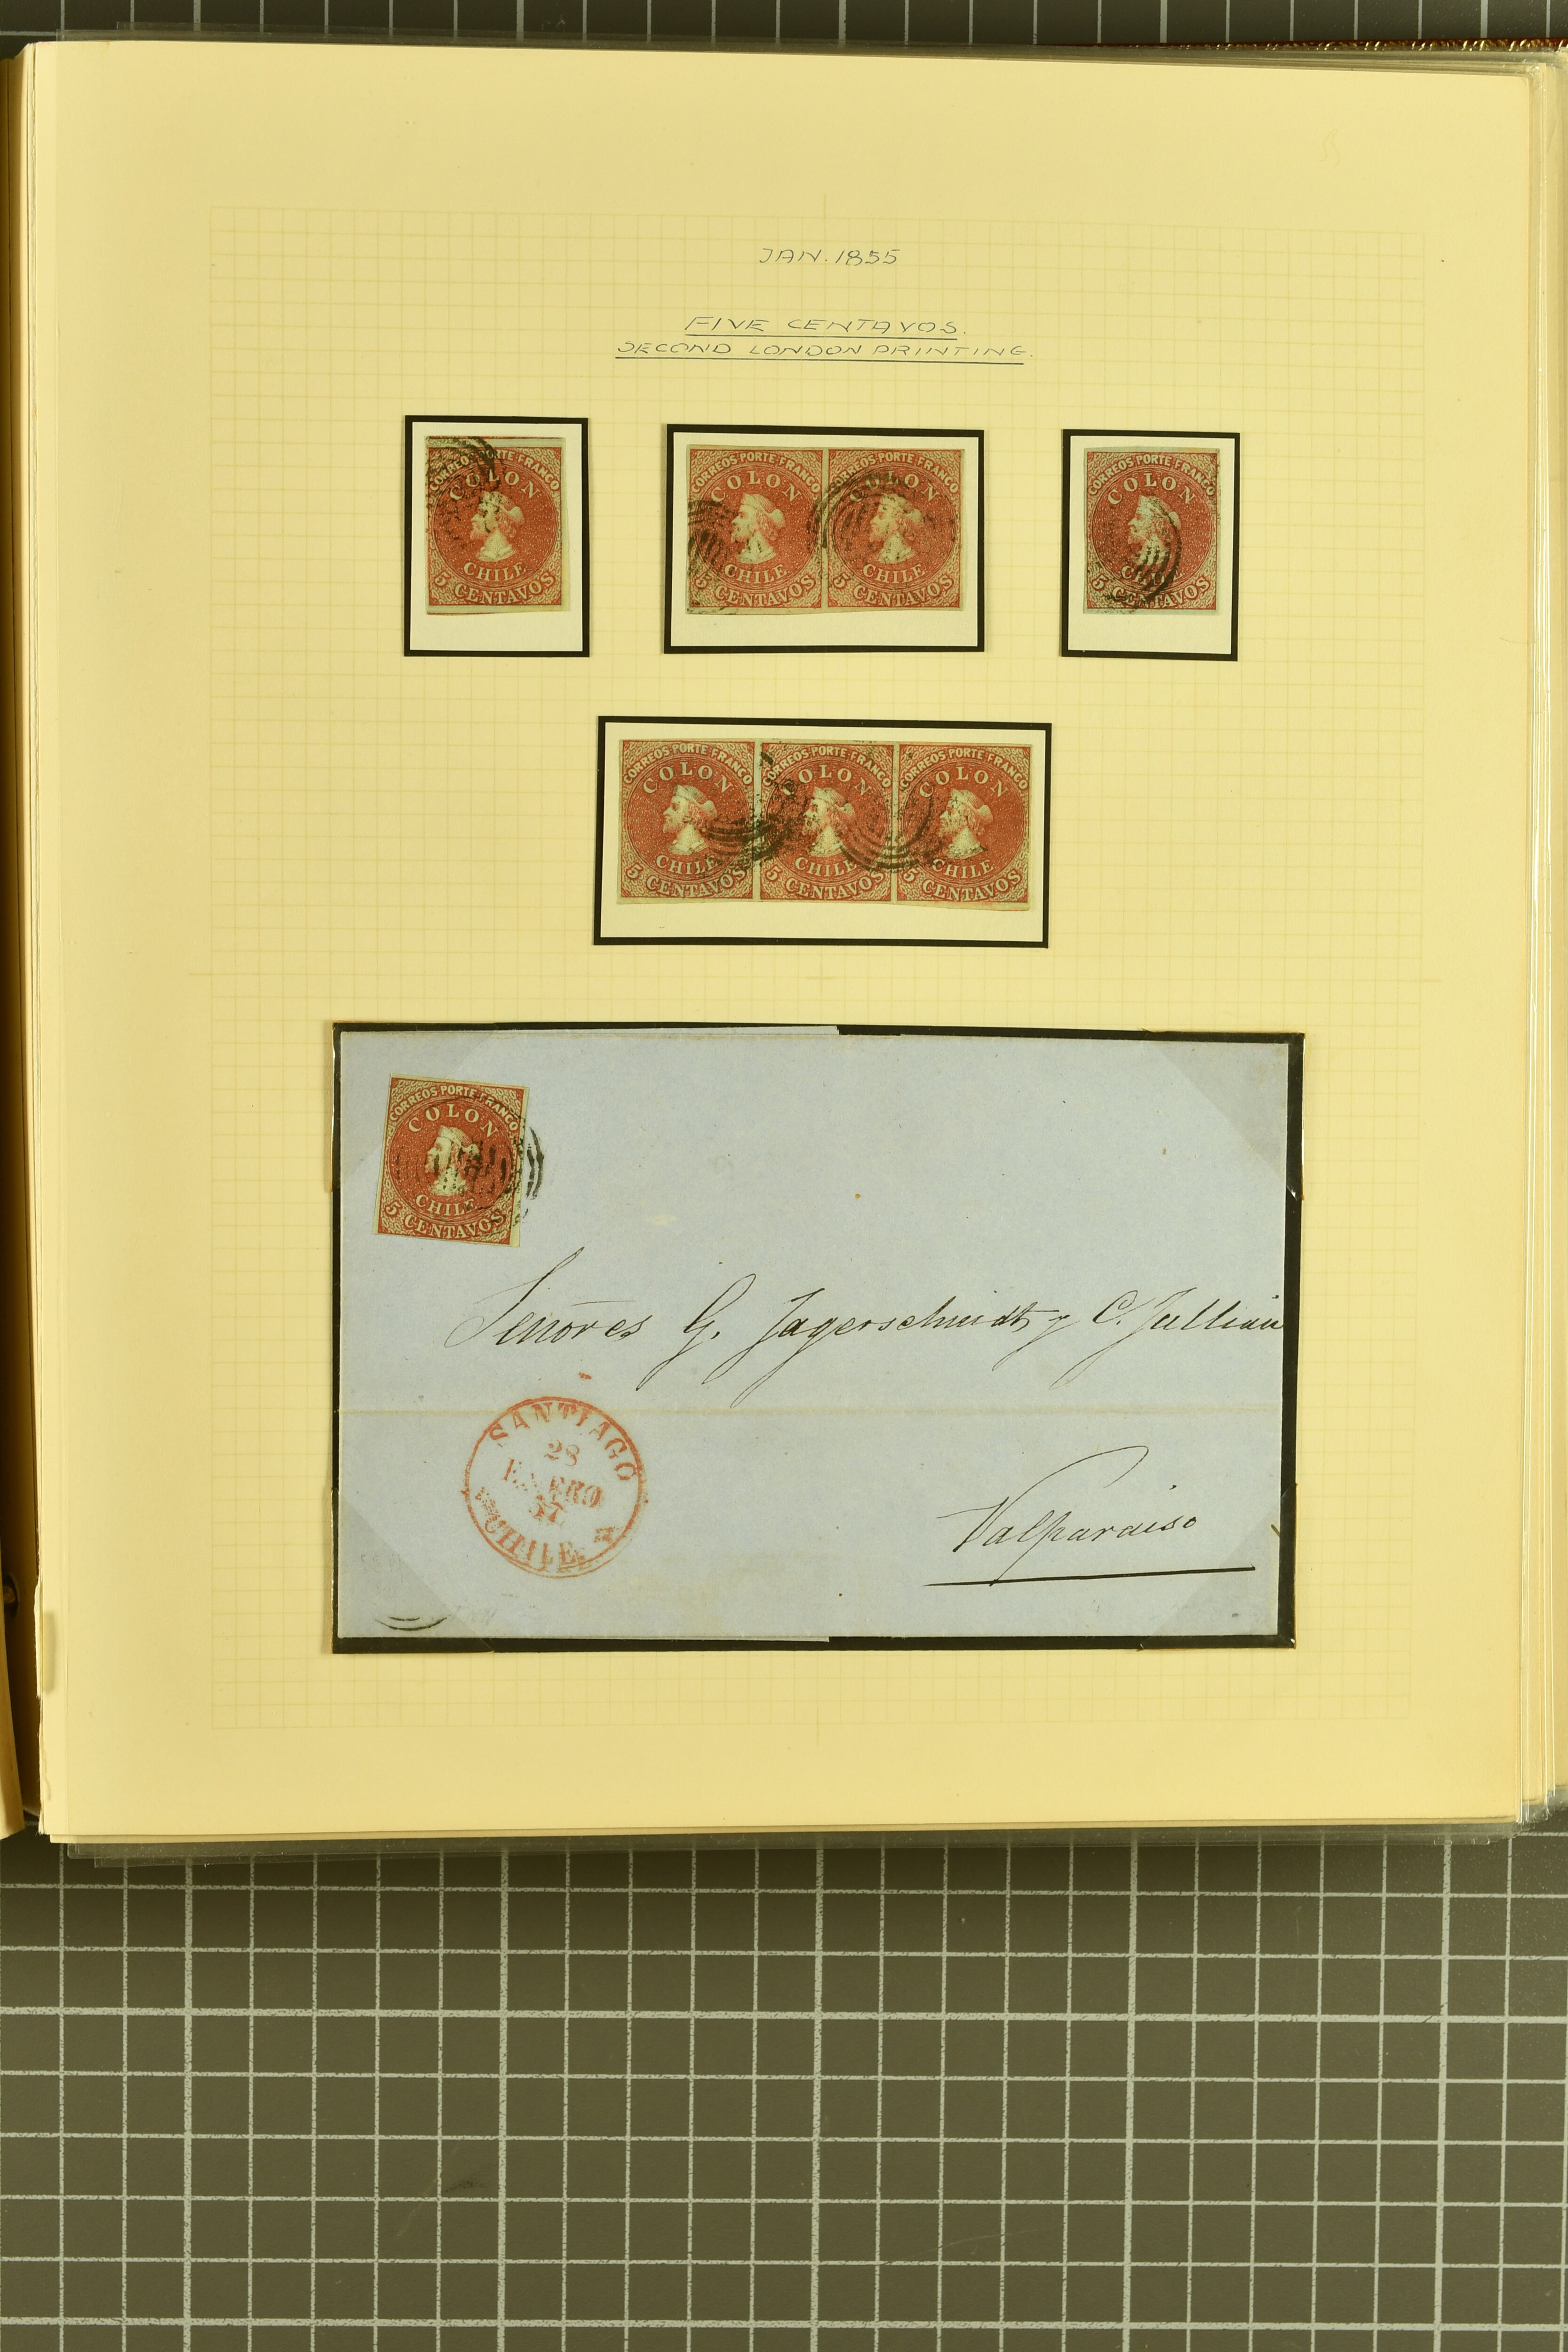 JAN. 1855
FIVE CENTAVOS.
SECOND LONDON PRINTING.
CORREOS PORTE FRANCO
COLON
CHILE
5 CENTAVOS
CORREOS PORTE FRANCO
COLON
CHILE
5 CENTAVOS
CORREOS PORTE FRANCO
COLON
CHILE
5 CENTAVOS
CORREOS PORTE FRANCO
COLON
CHILE
5 CENTAVOS
CORREOS PORTE FRANCO
COLON
CHILE
5 CENTAVOS
CORREOS PORTE FRANCO
COLON
CHILE
5 CENTAVOS
CORREOS PORTE FRANCO
COLON
CHILE
5 CENTAVOS
CORREOS PORTE FRANCO
COLON
CHILE
5 CENTAVOS
Señores G. Jagerschmidt y C. Jullian
SANTIAGO
28
ENERO
57
CHILE
Valparaiso